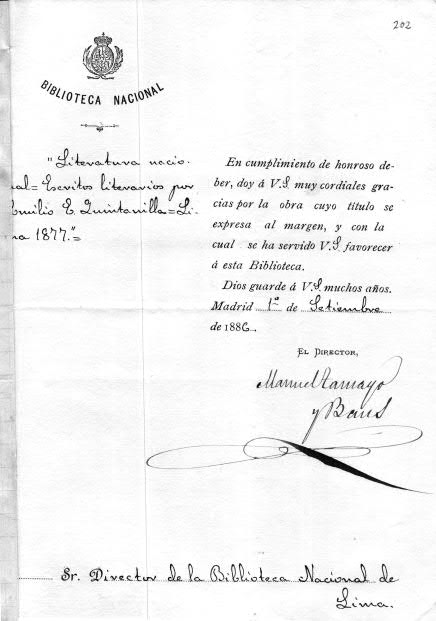 202
BIBLIOTECA NACIONAL
"Literatura nacio-
nal=Escritos literarios por
Emilio E. Quintanilla=Li-
ma 1877."=
En cumplimiento de honroso de-
ber, doy á V.S. muy cordiales gra-
cias por la obra cuyo título se
expresa al margen, y con la
cual se ha servido V.S. favorecer
á esta Biblioteca.
Dios guarde á V.S. muchos años.
Madrid 1º de Setiembre
de 1886.
EL DIRECTOR,
Manuel Tamayo
y Baus
Sr. Director de la Biblioteca Nacional de
Lima.